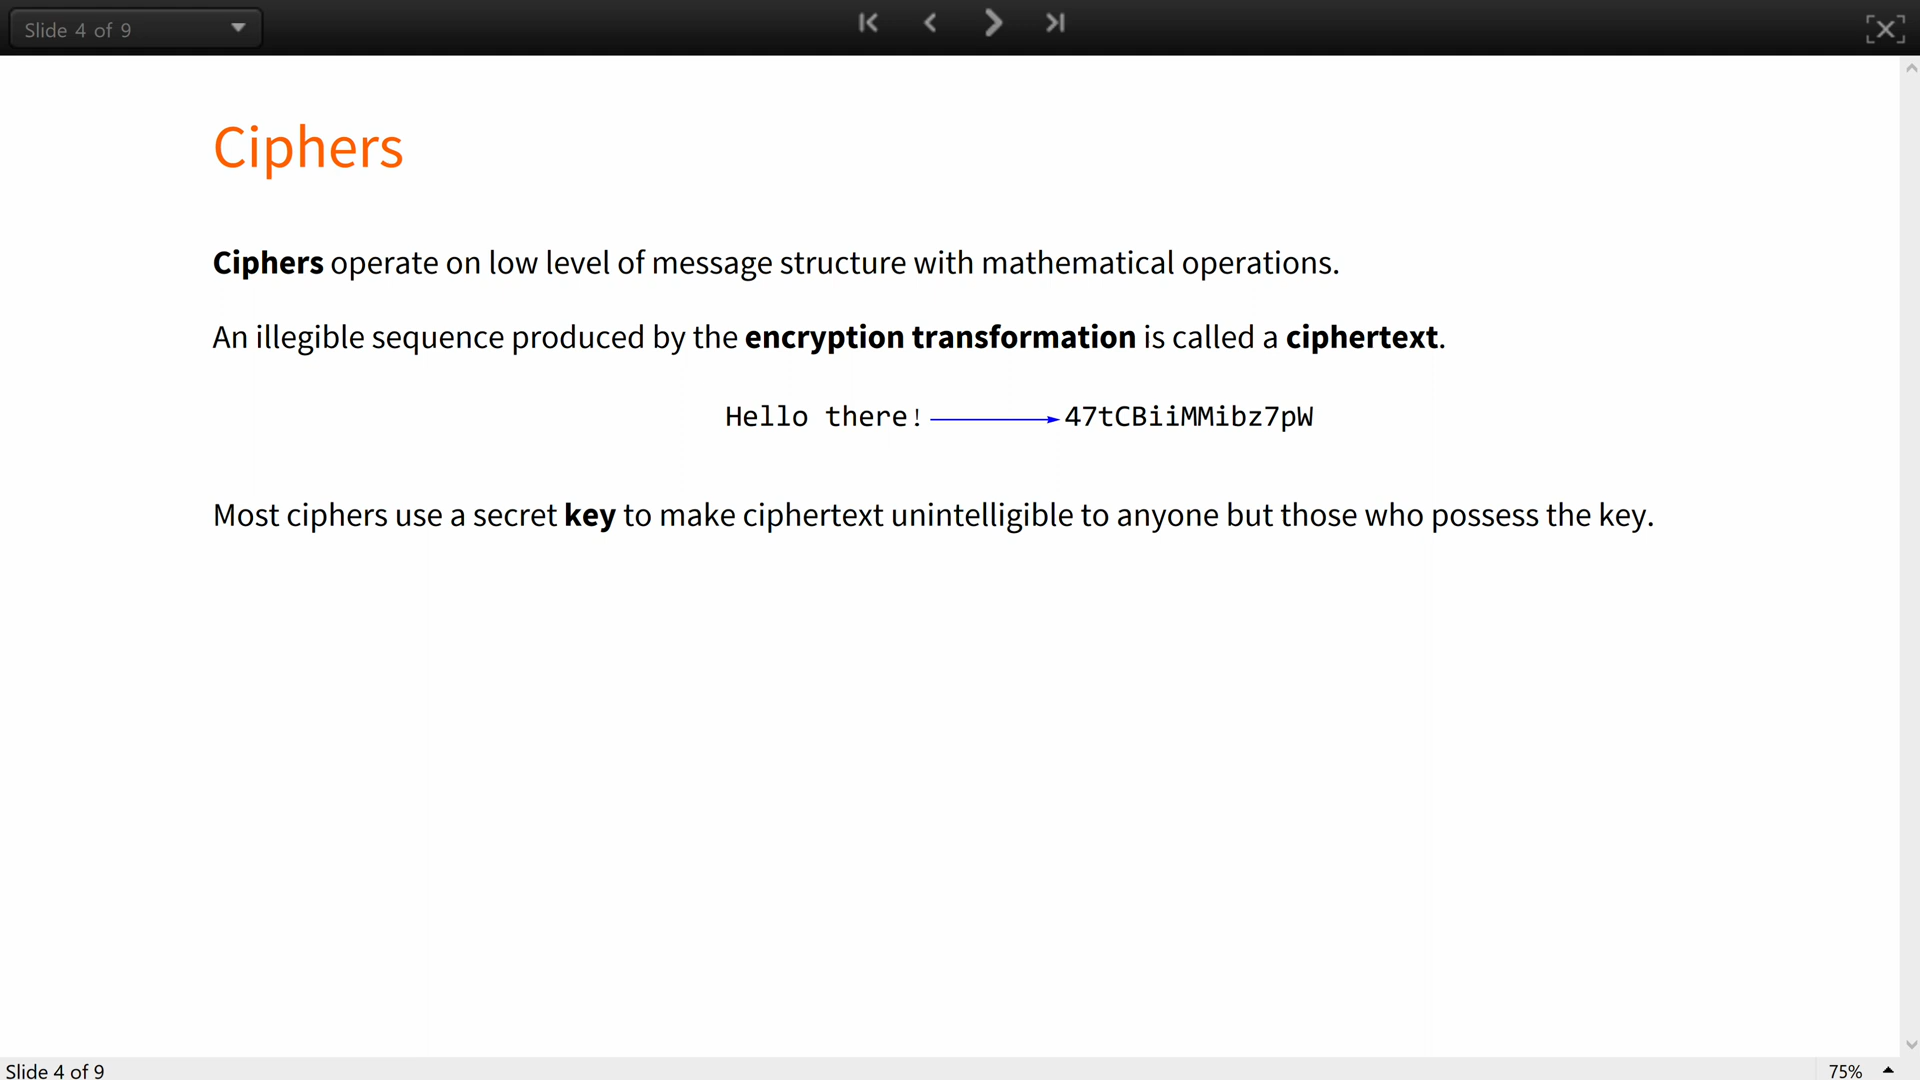 Slide 4 of 9
Ciphers
Ciphers operate on low level of message structure with mathematical operations.
An illegible sequence produced by the encryption transformation is called a ciphertext.
Hello there! 47tCBiiMMibz7pW
Most ciphers use a secret key to make ciphertext unintelligible to anyone but those who possess the key.
Slide 4 of 9
75%